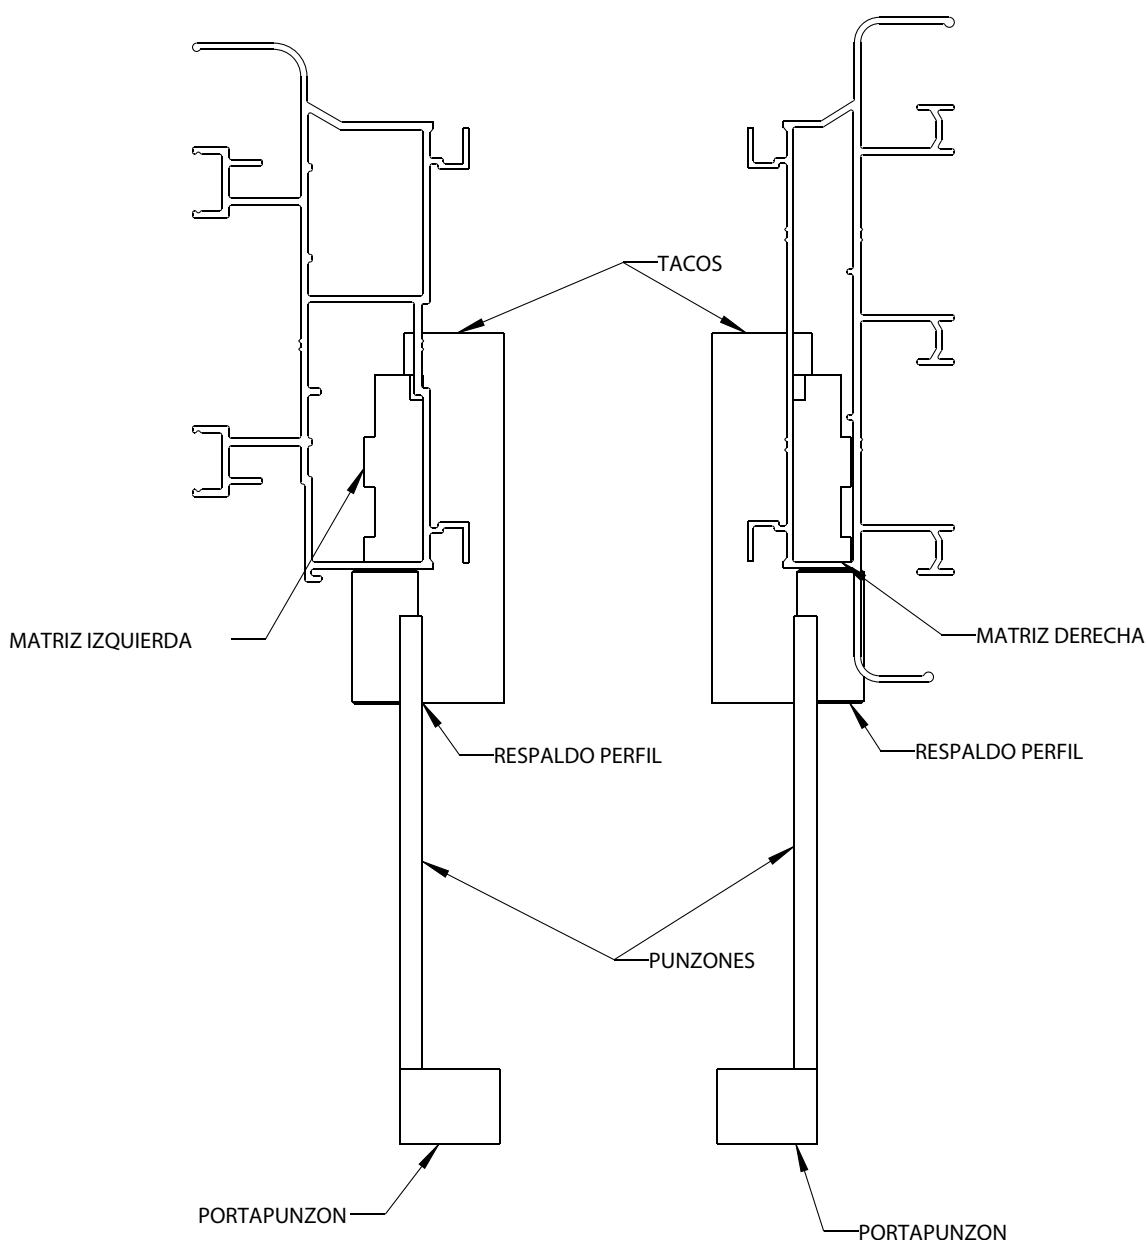 TACOS
MATRIZ IZQUIERDA
MATRIZ DERECHA
RESPALDO PERFIL
RESPALDO PERFIL
PUNZONES
PORTAPUNZON
PORTAPUNZON